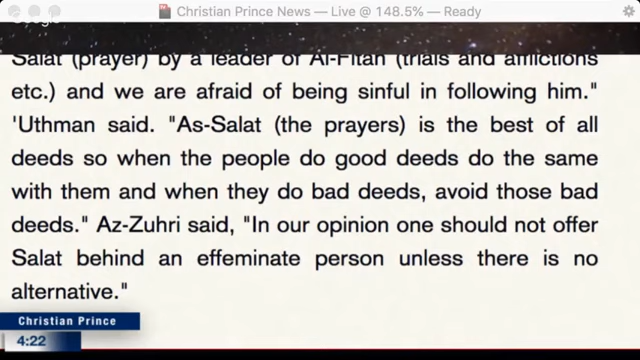 Christian Prince News — Live @ 148.5% — Ready
Salat (prayer) by a leader of Al-Fitan (trials and afflictions
etc.) and we are afraid of being sinful in following him."
'Uthman said. "As-Salat (the prayers) is the best of all
deeds so when the people do good deeds do the same
with them and when they do bad deeds, avoid those bad
deeds." Az-Zuhri said, "In our opinion one should not offer
Salat behind an effeminate person unless there is no
alternative."
Christian Prince
4:22